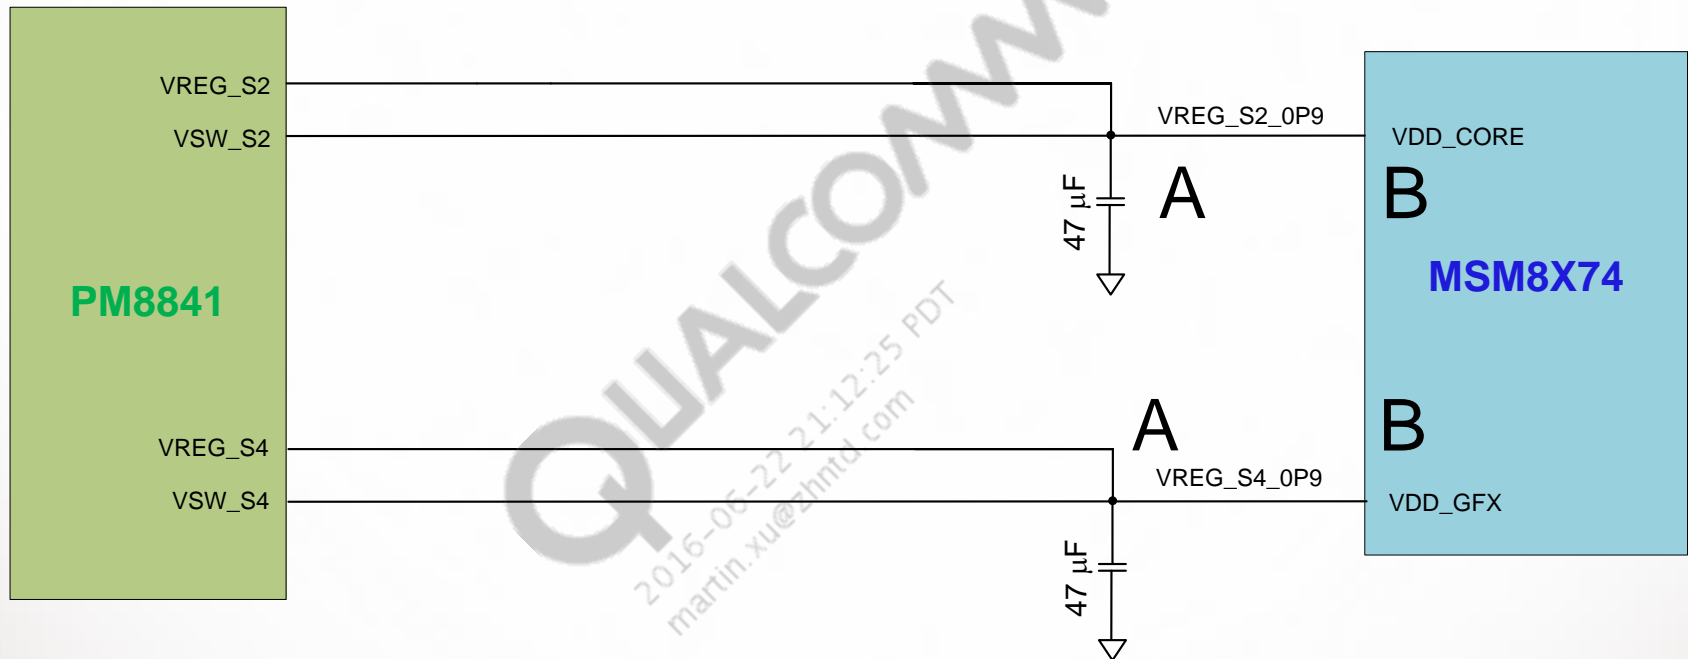 VREG_S2
VSW_S2
VREG_S2_0P9
VDD_CORE
47 µF
A
B
PM8841
MSM8X74
QUALCOMM
2016-06-22 21:12:25 PDT
martin.xu@zhntd.com
A
B
VREG_S4
VSW_S4
VREG_S4_0P9
VDD_GFX
47 µF